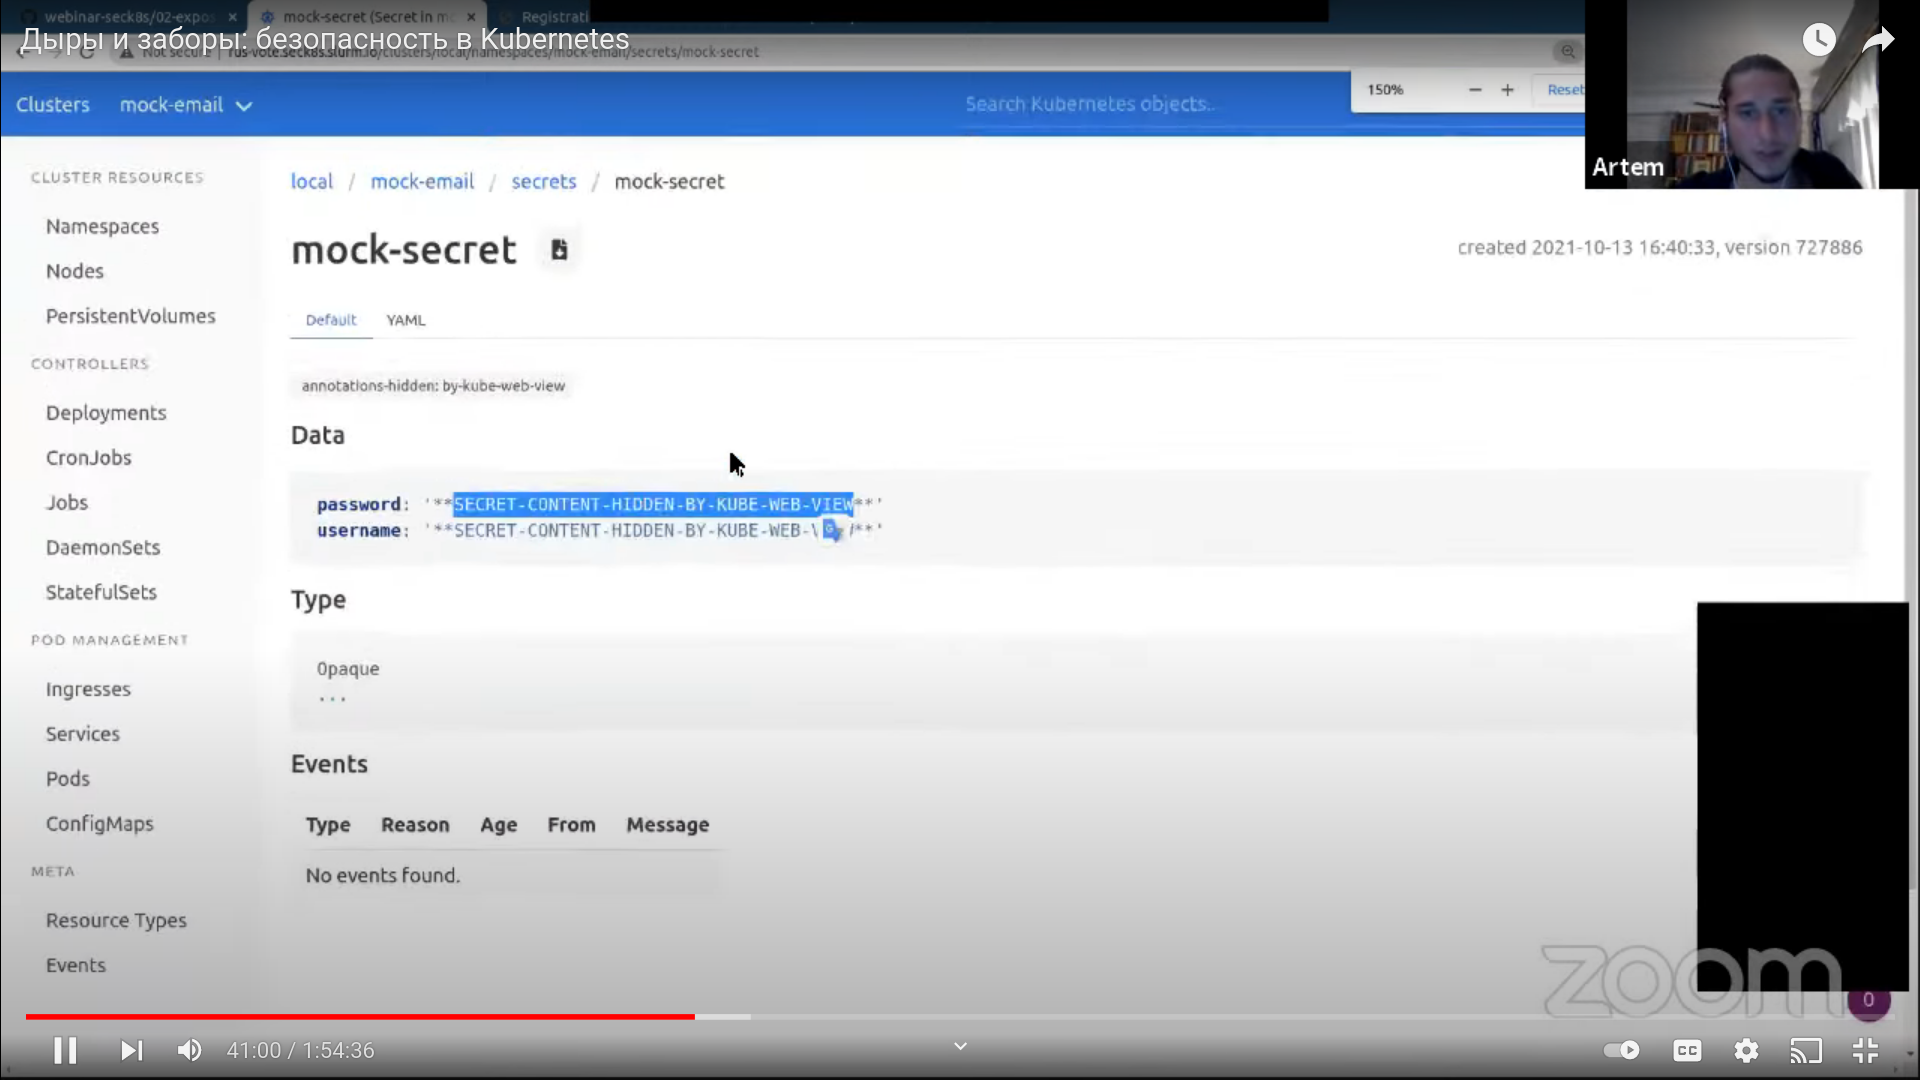 webinar-seck8s/02-expo
mock-secret (Secret in mo
Registrati
Дыры и заборы: безопасность в Kubernetes
Not secure rus-vote.seck8s.slurm.io/clusters/local/namespaces/mock-email/secrets/mock-secret
Clusters mock-email Search Kubernetes objects.. 150% − + Reset
Artem
CLUSTER RESOURCES
Namespaces
Nodes
PersistentVolumes
CONTROLLERS
Deployments
CronJobs
Jobs
DaemonSets
StatefulSets
POD MANAGEMENT
Ingresses
Services
Pods
ConfigMaps
META
Resource Types
Events
local / mock-email / secrets / mock-secret
mock-secret
created 2021-10-13 16:40:33, version 727886
Default YAML
annotations-hidden: by-kube-web-view
Data
password: '**SECRET-CONTENT-HIDDEN-BY-KUBE-WEB-VIEW**'
username: '**SECRET-CONTENT-HIDDEN-BY-KUBE-WEB-**'
Type
Opaque
...
Events
Type Reason Age From Message
No events found.
zoom
0
41:00 / 1:54:36
CC